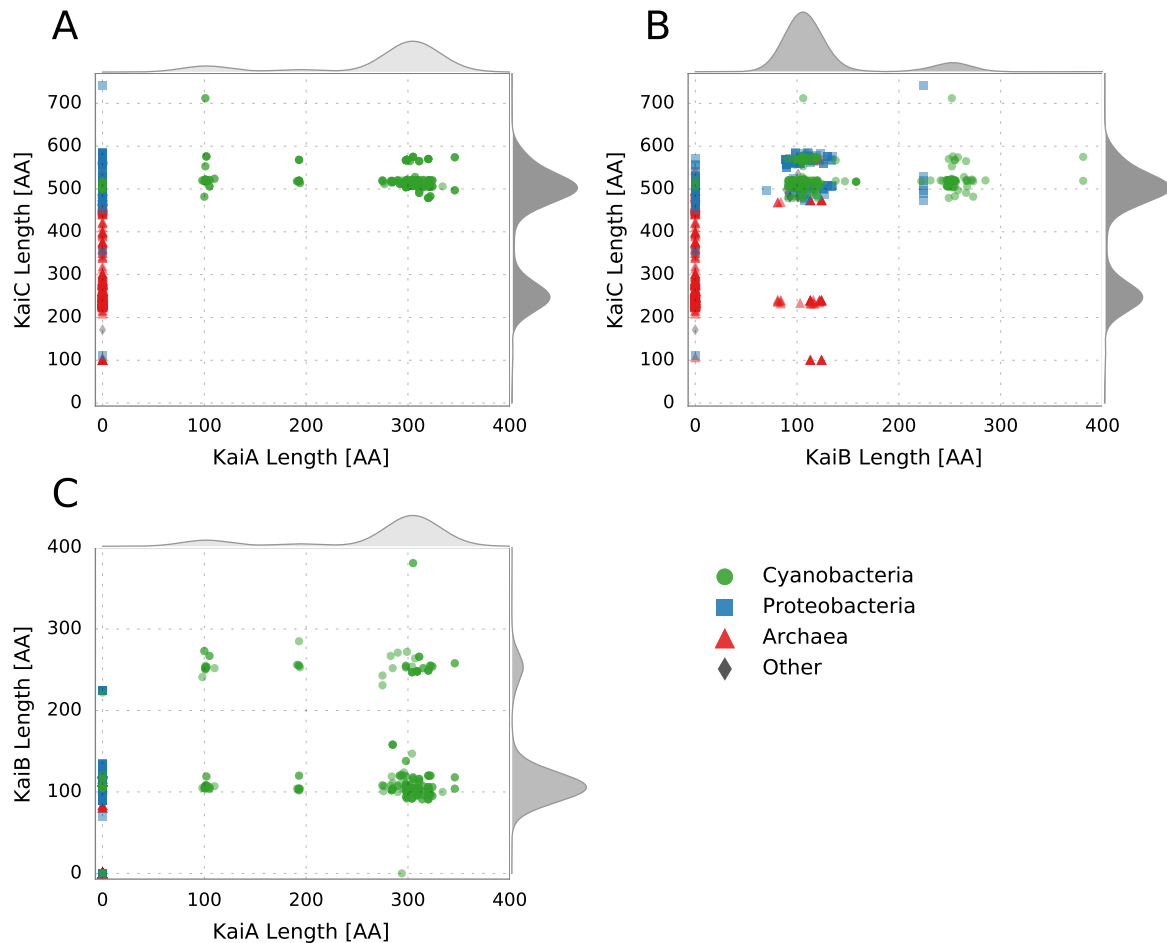 A
B
700
600
500
400
300
200
100
0
KaiC Length [AA]
0 100 200 300 400
KaiA Length [AA]
700
600
500
400
300
200
100
0
KaiC Length [AA]
0 100 200 300 400
KaiB Length [AA]
C
400
300
200
100
0
KaiB Length [AA]
0 100 200 300 400
KaiA Length [AA]
Cyanobacteria
Proteobacteria
Archaea
Other